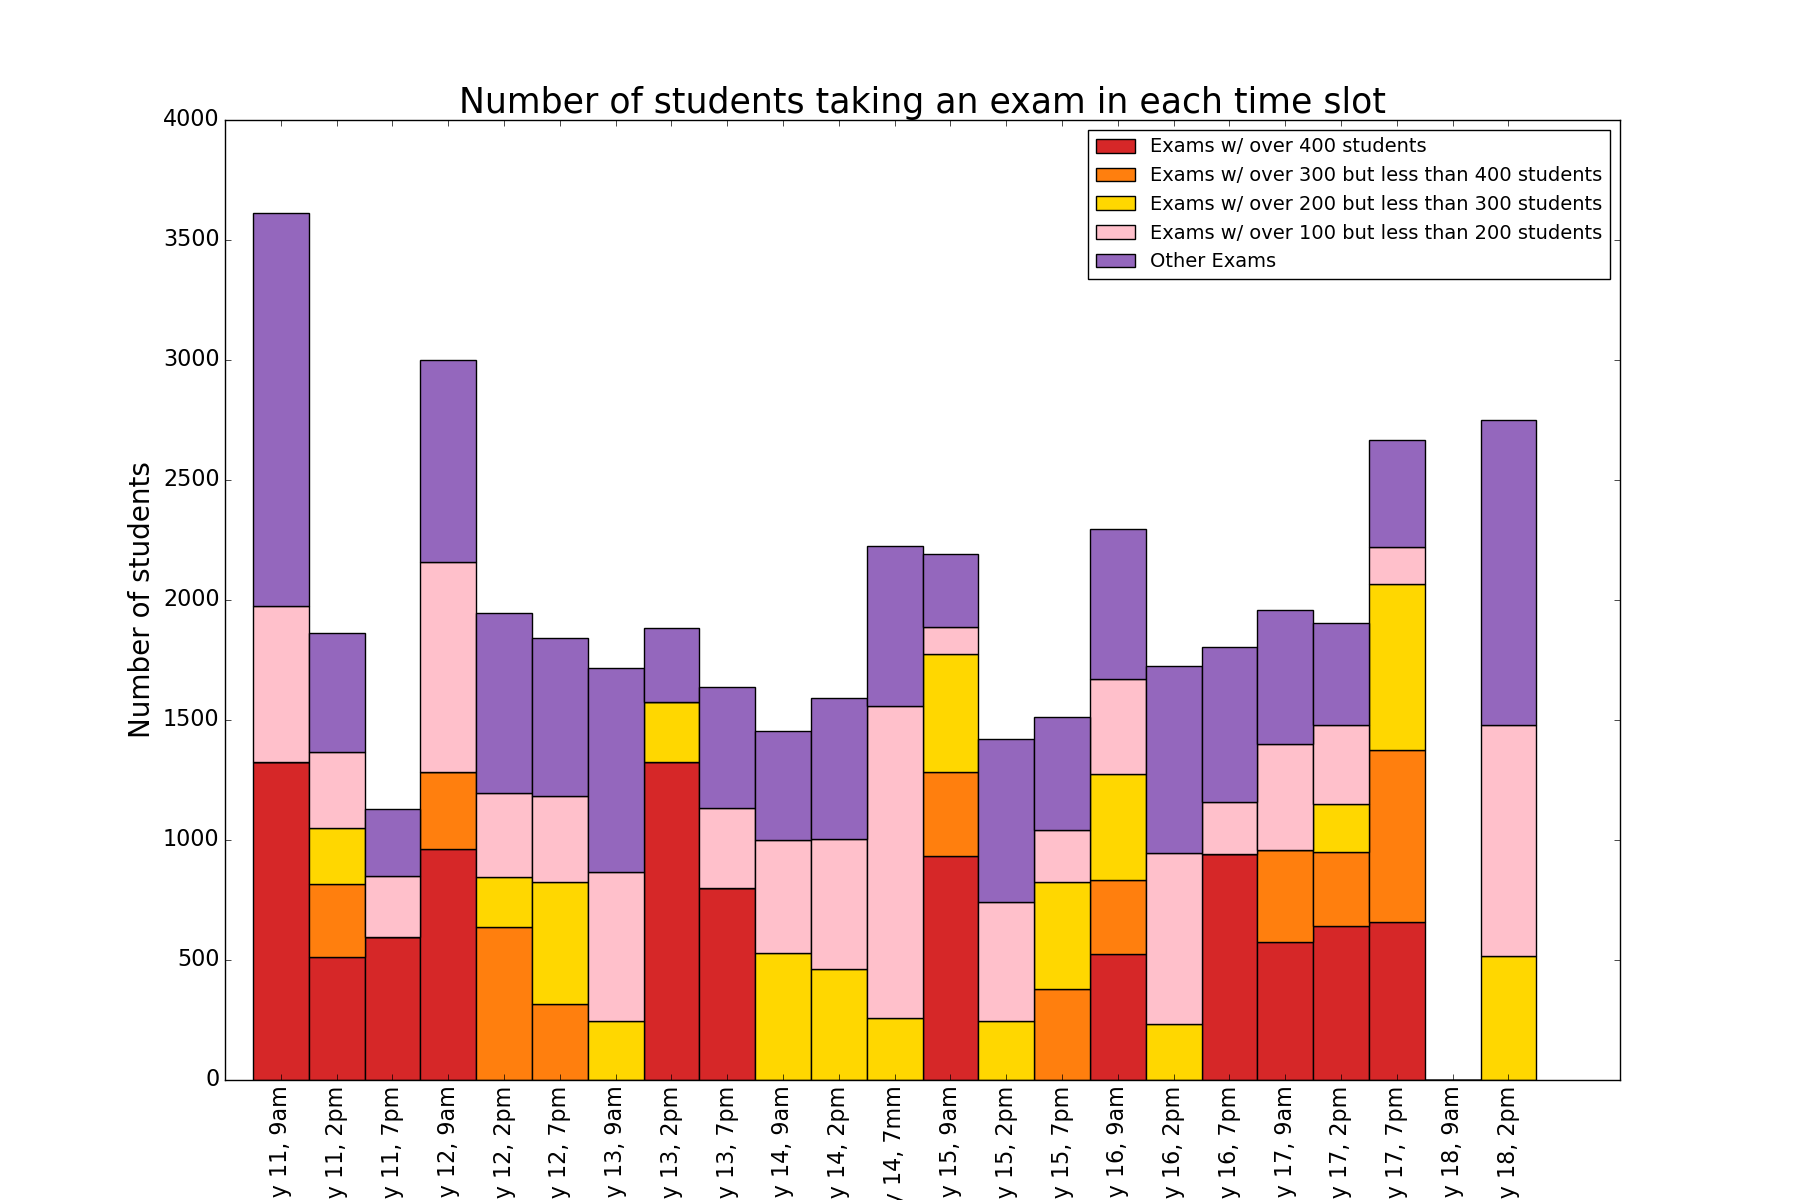 Number of students taking an exam in each time slot
Exams w/ over 400 students
Exams w/ over 300 but less than 400 students
Exams w/ over 200 but less than 300 students
Exams w/ over 100 but less than 200 students
Other Exams
Number of students
4000
3500
3000
2500
2000
1500
1000
500
0
y 11, 9am
y 11, 2pm
y 11, 7pm
y 12, 9am
y 12, 2pm
y 12, 7pm
y 13, 9am
y 13, 2pm
y 13, 7pm
y 14, 9am
y 14, 2pm
y 14, 7mm
y 15, 9am
y 15, 2pm
y 15, 7pm
y 16, 9am
y 16, 2pm
y 16, 7pm
y 17, 9am
y 17, 2pm
y 17, 7pm
y 18, 9am
y 18, 2pm